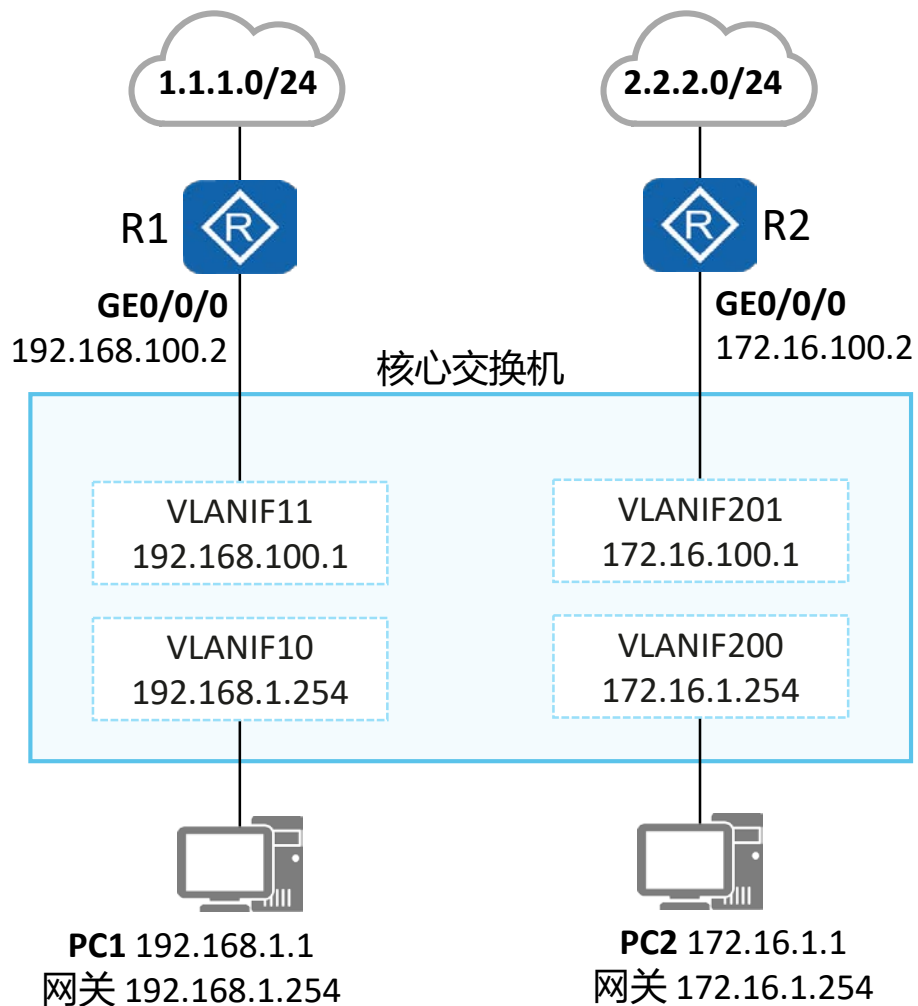 1.1.1.0/24
2.2.2.0/24
R1
R
R
R2
GE0/0/0
192.168.100.2
GE0/0/0
172.16.100.2
核心交换机
VLANIF11
192.168.100.1
VLANIF201
172.16.100.1
VLANIF10
192.168.1.254
VLANIF200
172.16.1.254
PC1 192.168.1.1
网关 192.168.1.254
PC2 172.16.1.1
网关 172.16.1.254